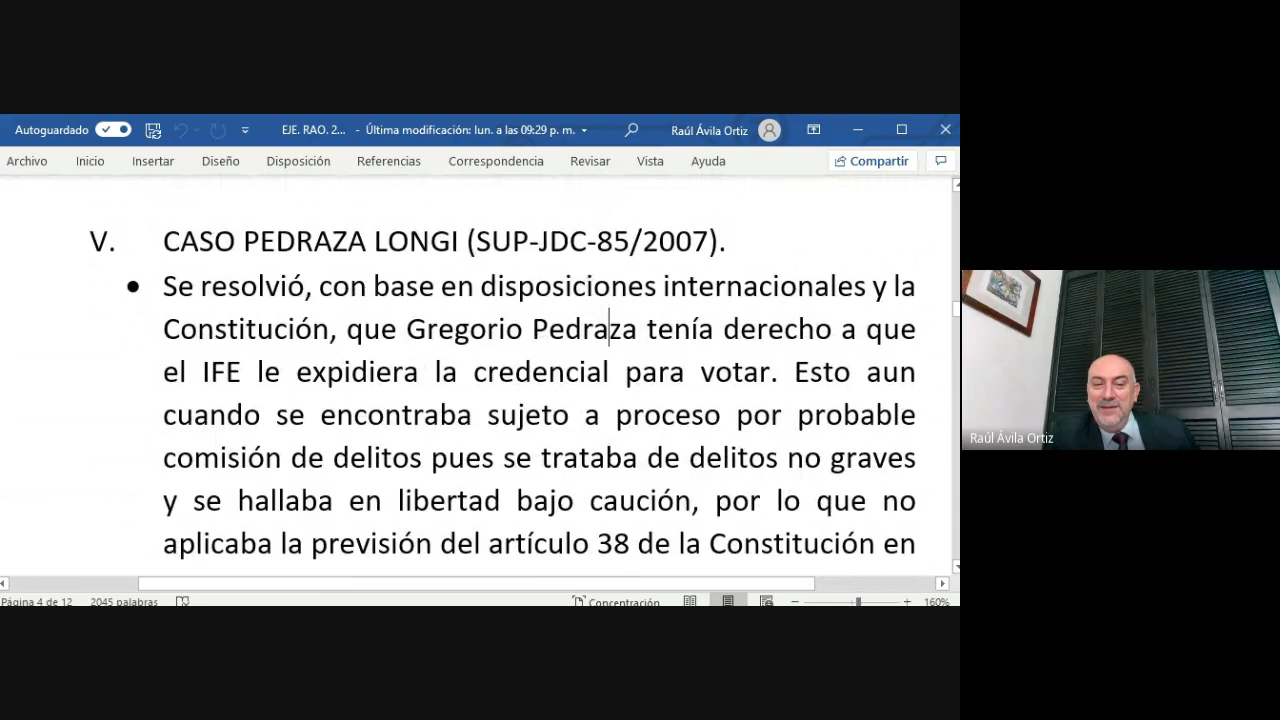 Autoguardado EJE. RAO. 2... - Última modificación: lun. a las 09:29 p. m. Raúl Ávila Ortiz
Archivo Inicio Insertar Diseño Disposición Referencias Correspondencia Revisar Vista Ayuda Compartir
V. CASO PEDRAZA LONGI (SUP-JDC-85/2007).
• Se resolvió, con base en disposiciones internacionales y la
Constitución, que Gregorio Pedraza tenía derecho a que
el IFE le expidiera la credencial para votar. Esto aun
cuando se encontraba sujeto a proceso por probable
comisión de delitos pues se trataba de delitos no graves
y se hallaba en libertad bajo caución, por lo que no
aplicaba la previsión del artículo 38 de la Constitución en
Página 4 de 12 2045 palabras Concentración 160%
Raúl Ávila Ortiz